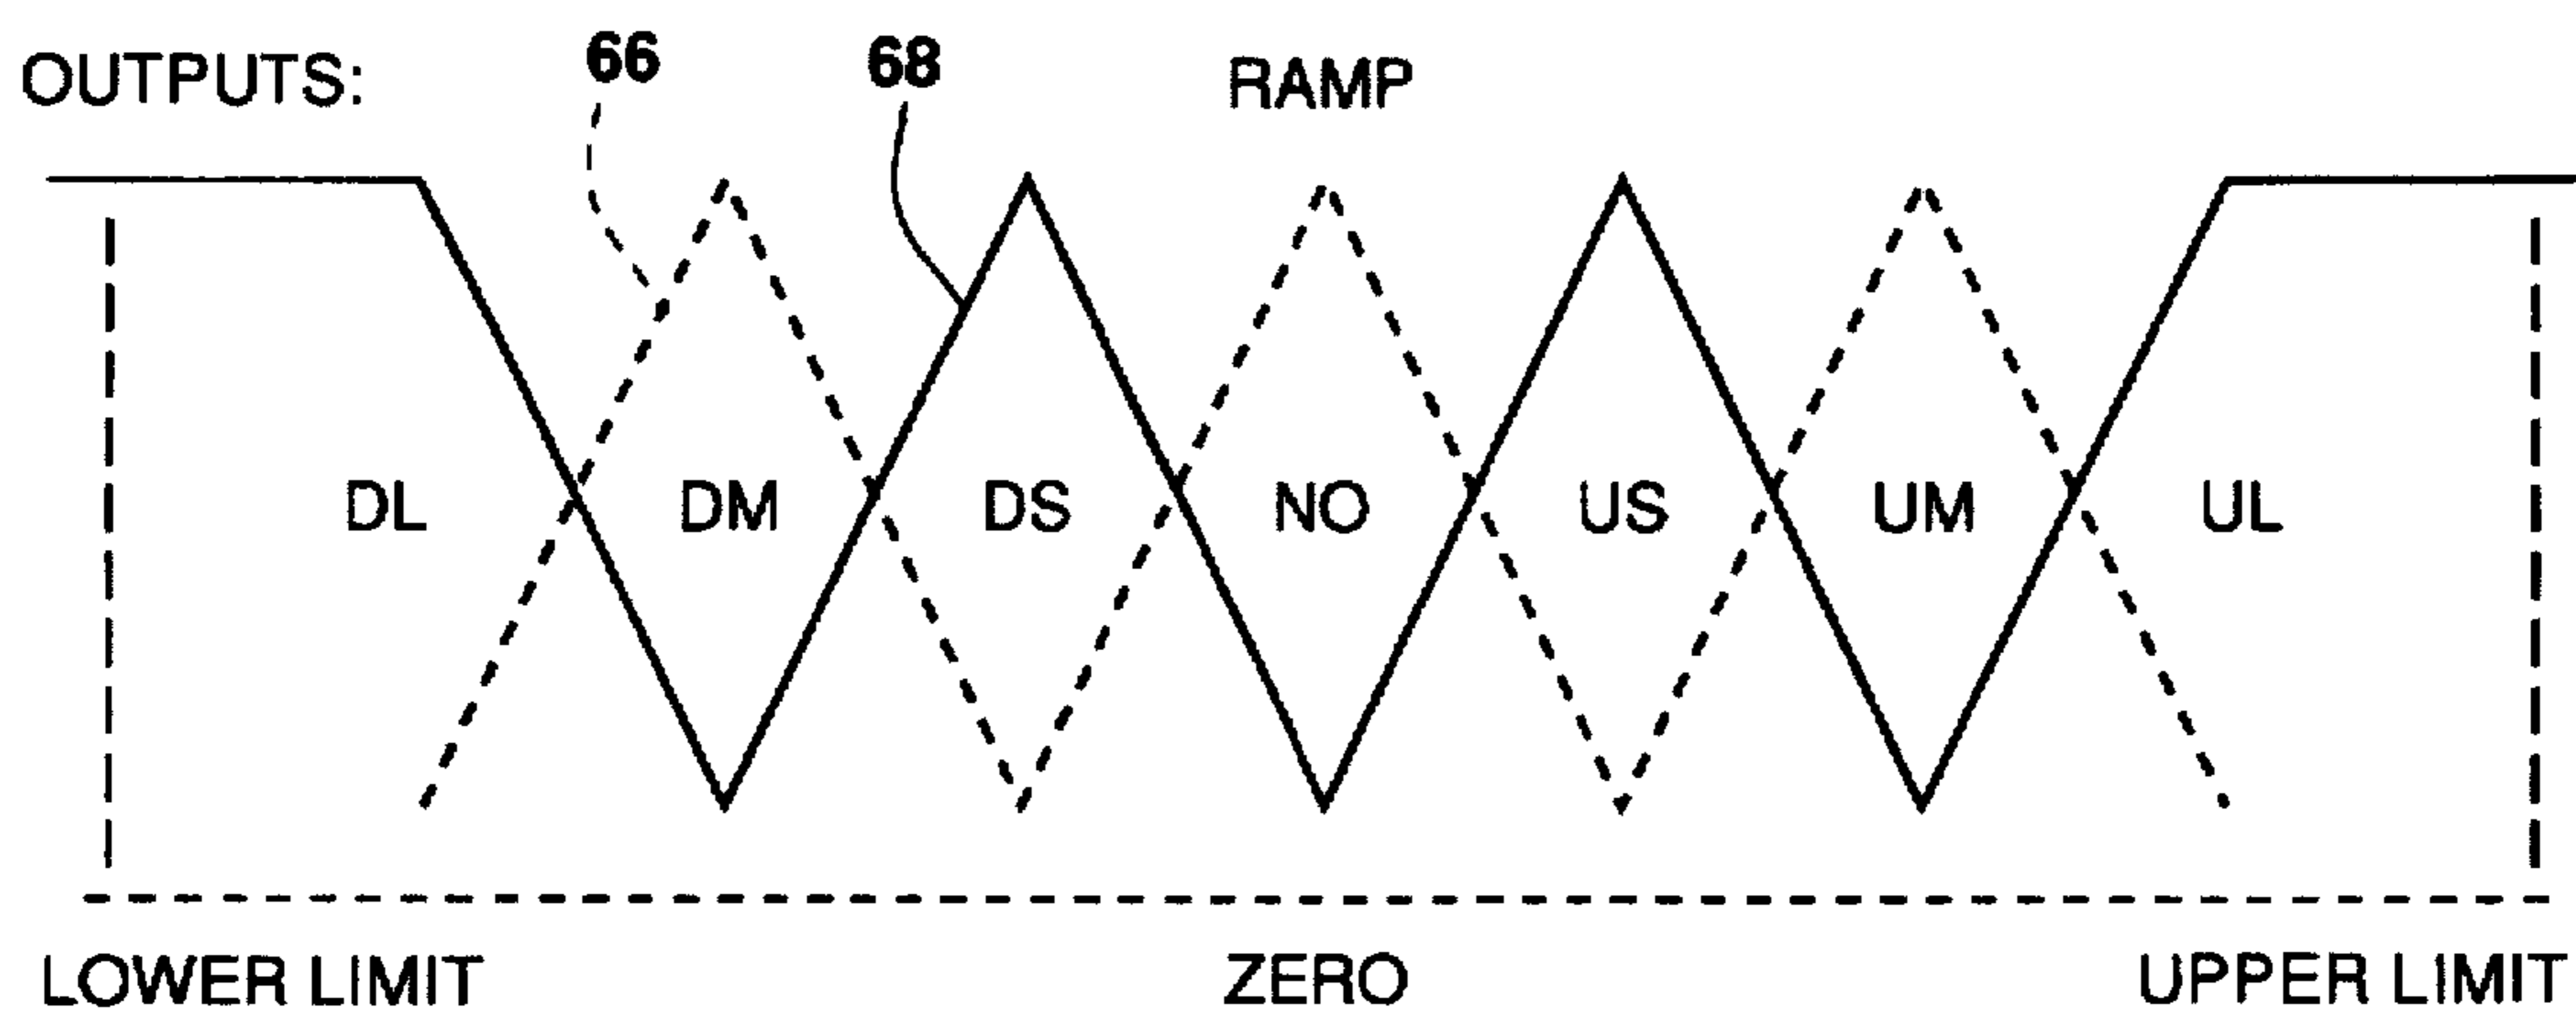 OUTPUTS: 66 68 RAMP
DL DM DS NO US UM UL
LOWER LIMIT ZERO UPPER LIMIT